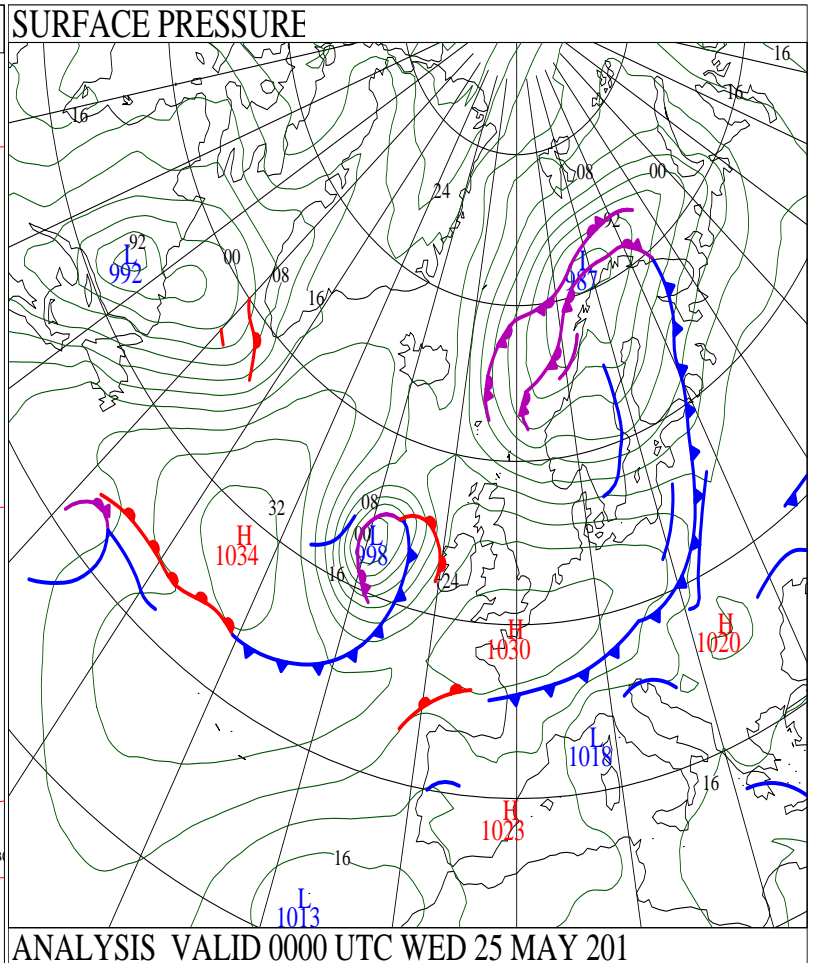 SURFACE PRESSURE
16
16
16
24
08
00
92
92
L
992
00
L
987
08
16
32
08
H
1034
00
L
998
16
24
H
1030
H
1020
L
1018
16
H
1023
16
L
1013
ANALYSIS VALID 0000 UTC WED 25 MAY 201